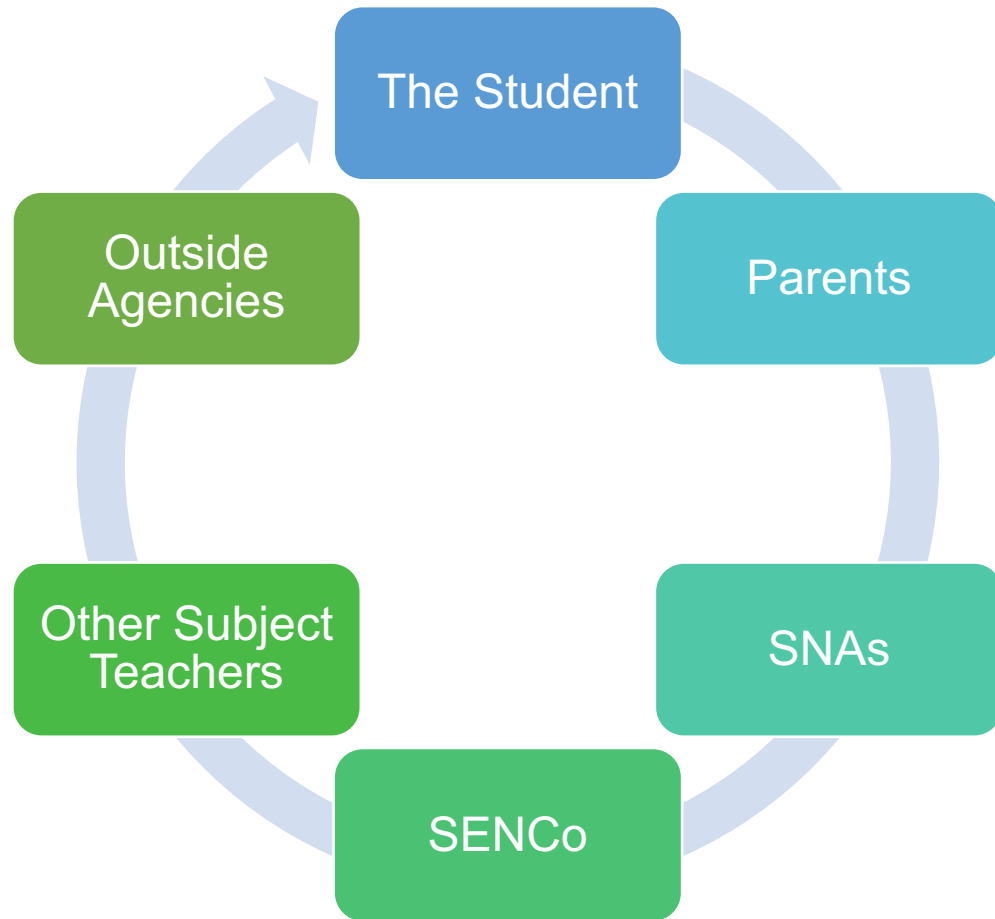 The Student
Parents
SNAs
SENCo
Other Subject
Teachers
Outside
Agencies